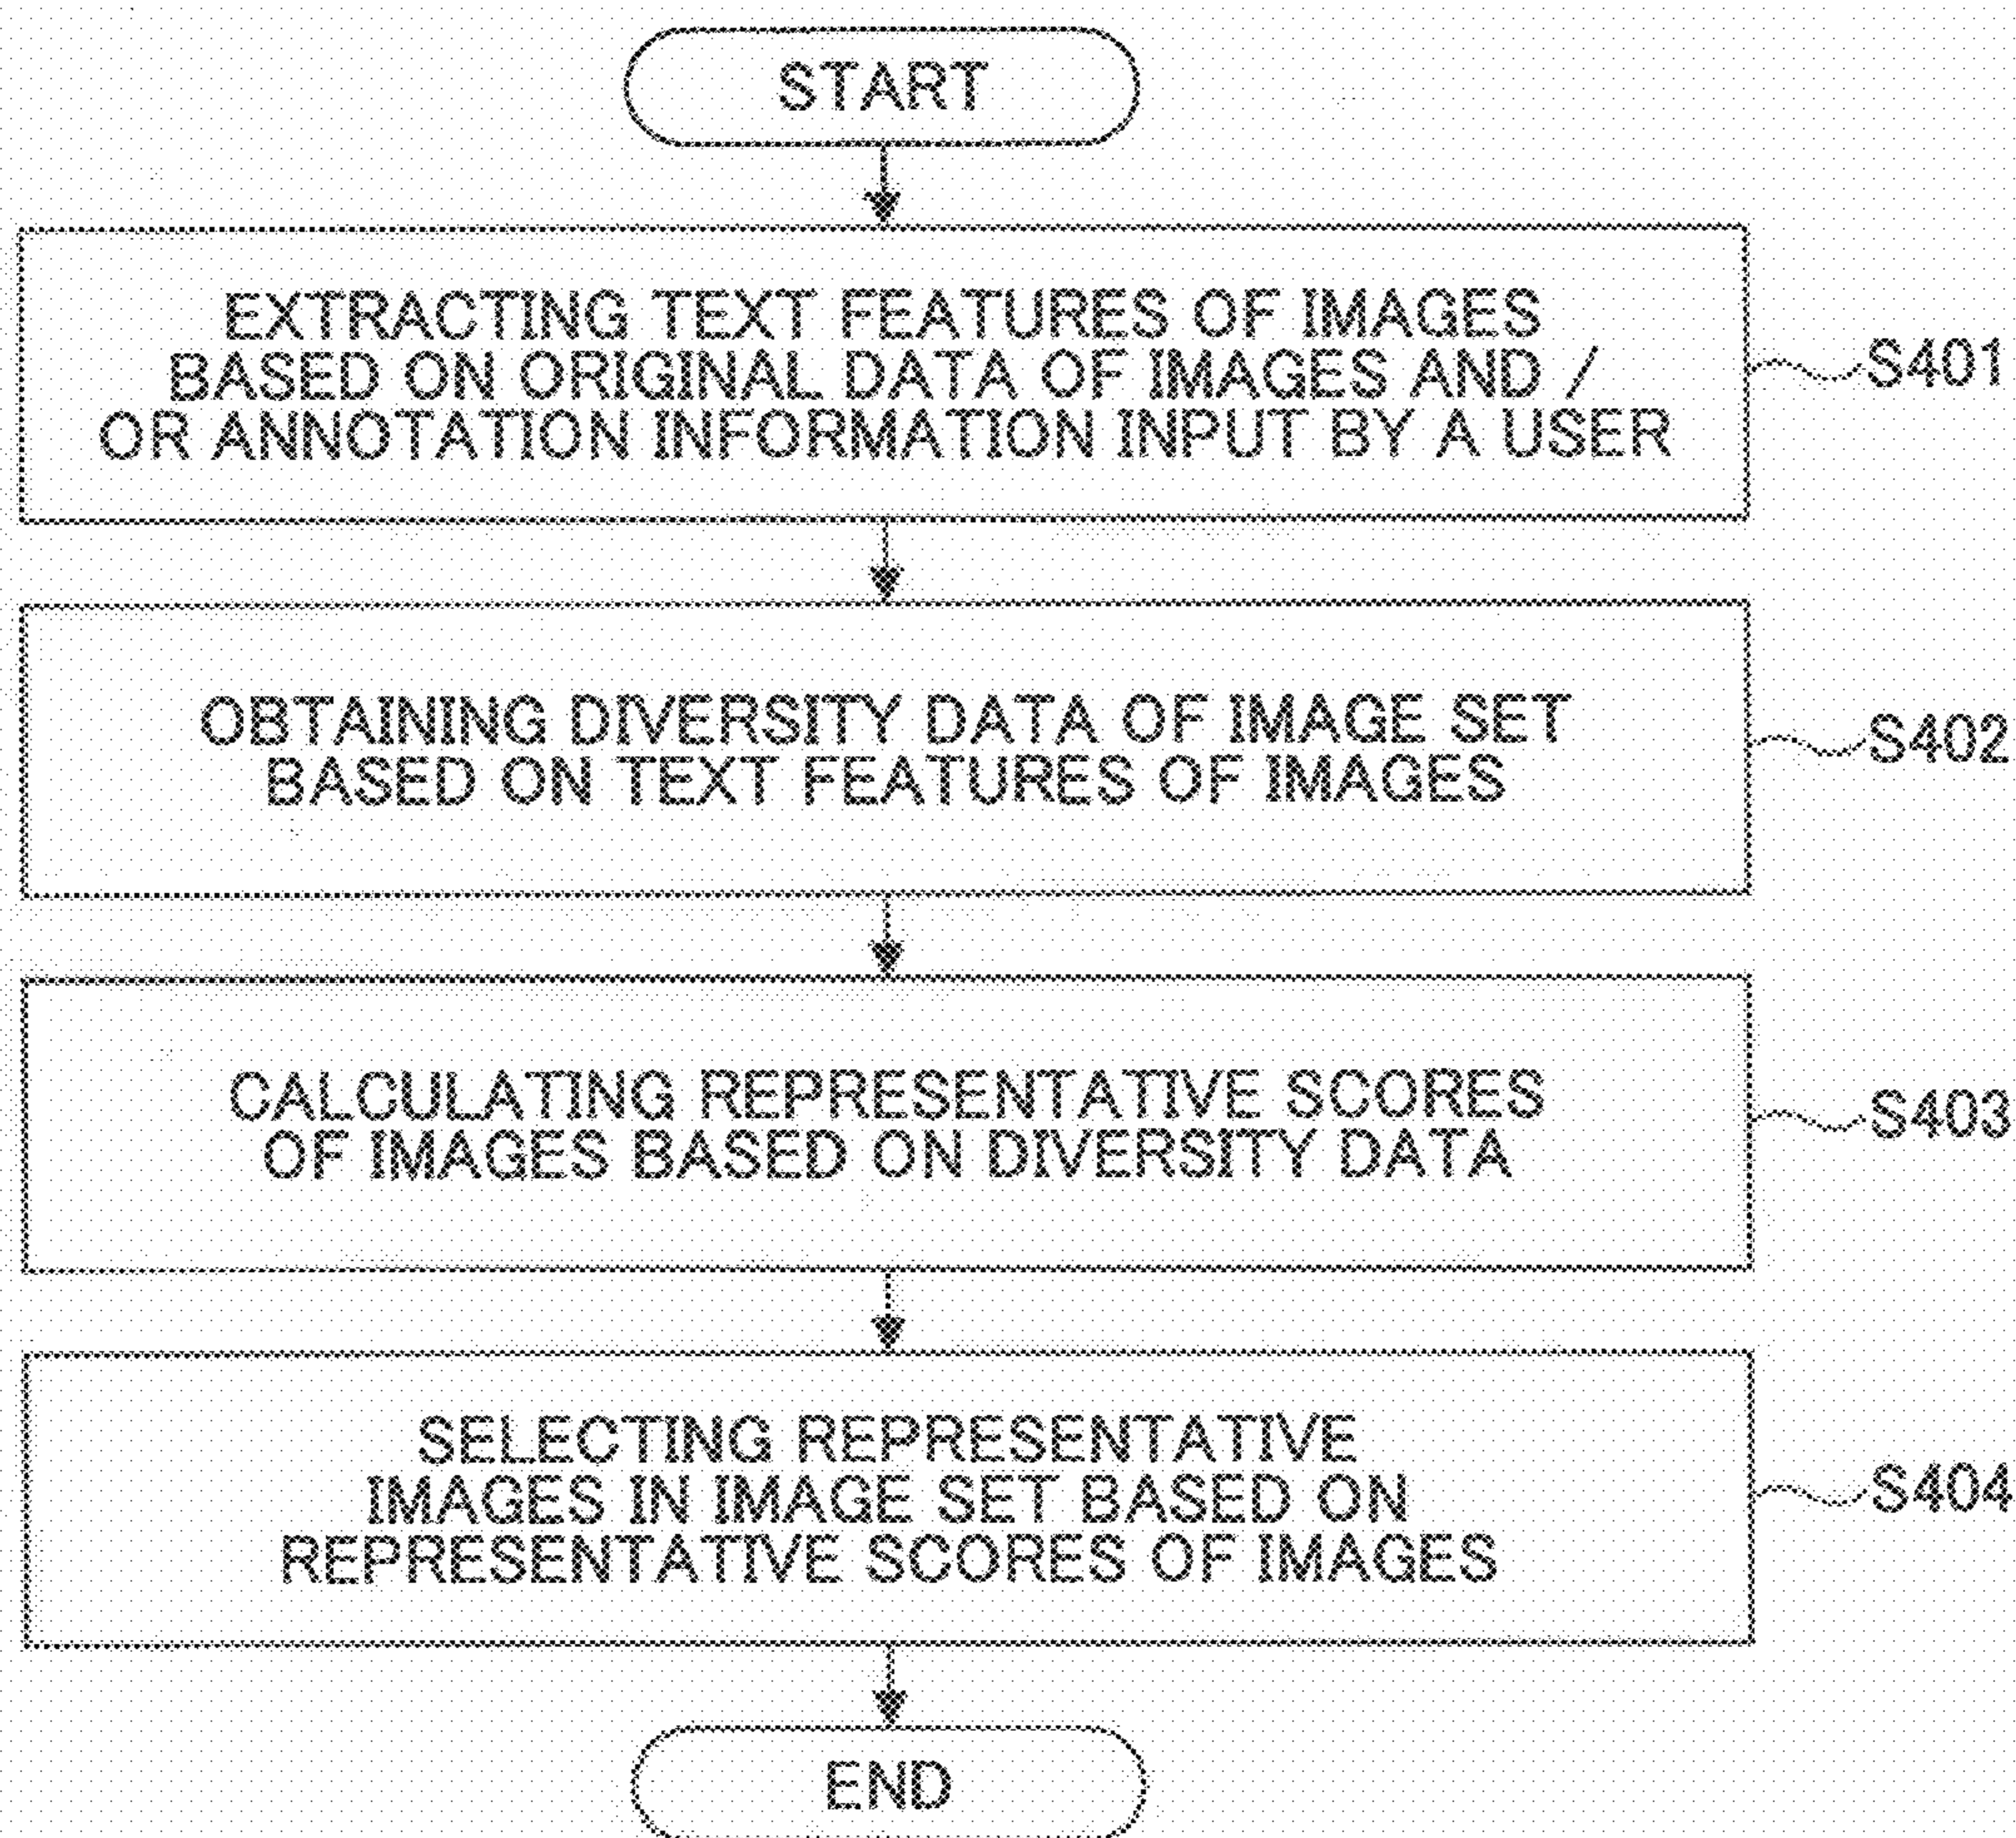 START
EXTRACTING TEXT FEATURES OF IMAGES
BASED ON ORIGINAL DATA OF IMAGES AND /
OR ANNOTATION INFORMATION INPUT BY A USER
S401
OBTAINING DIVERSITY DATA OF IMAGE SET
BASED ON TEXT FEATURES OF IMAGES
S402
CALCULATING REPRESENTATIVE SCORES
OF IMAGES BASED ON DIVERSITY DATA
S403
SELECTING REPRESENTATIVE
IMAGES IN IMAGE SET BASED ON
REPRESENTATIVE SCORES OF IMAGES
S404
END